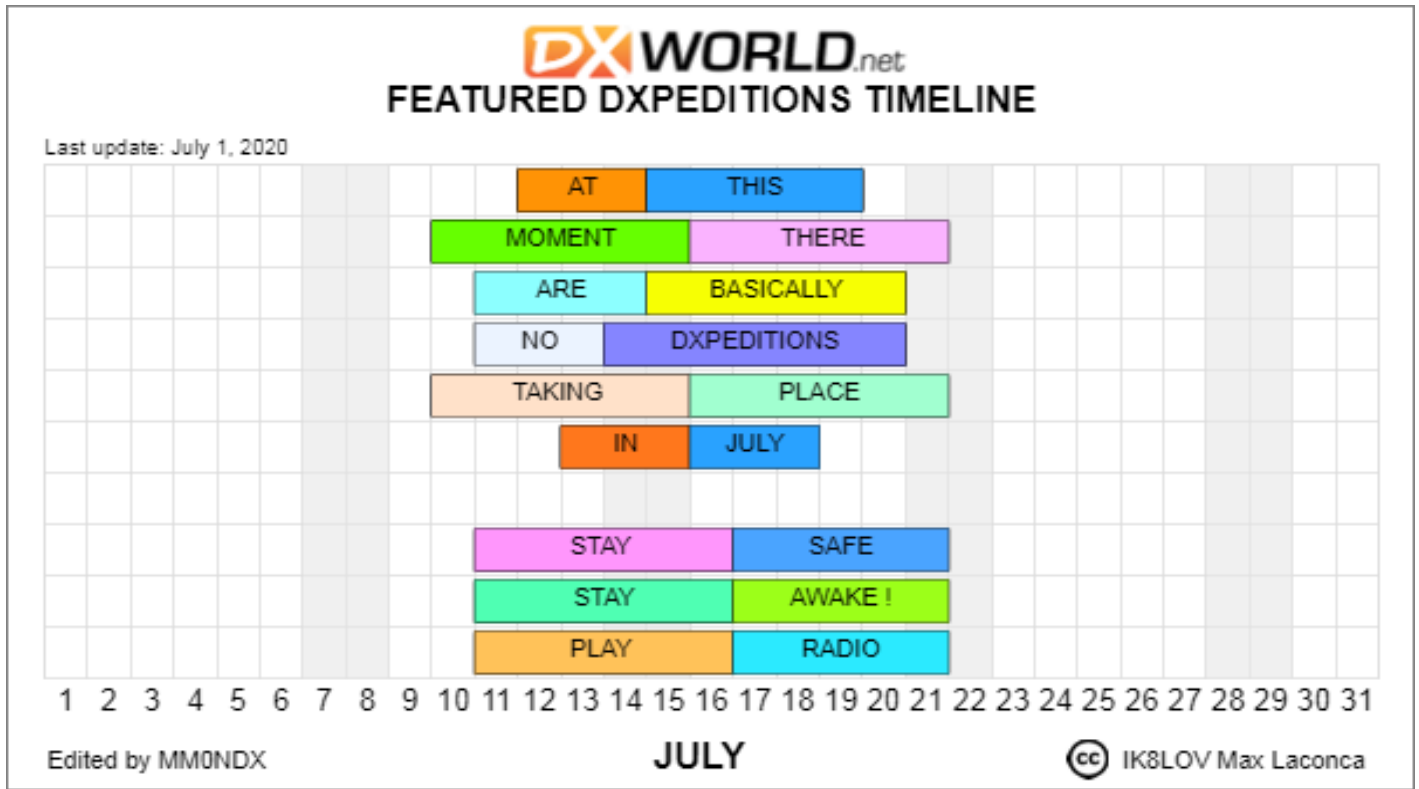 DXWORLD.net
FEATURED DXPEDITIONS TIMELINE
Last update: July 1, 2020
AT THIS
MOMENT THERE
ARE BASICALLY
NO DXPEDITIONS
TAKING PLACE
IN JULY
STAY SAFE
STAY AWAKE !
PLAY RADIO
1 2 3 4 5 6 7 8 9 10 11 12 13 14 15 16 17 18 19 20 21 22 23 24 25 26 27 28 29 30 31
Edited by MM0NDX JULY cc IK8LOV Max Laconca